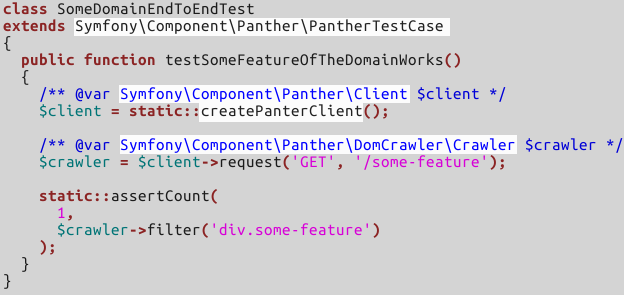 class SomeDomainEndToEndTest
extends Symfony\Component\Panther\PantherTestCase
{
  public function testSomeFeatureOfTheDomainWorks()
  {
    /** @var Symfony\Component\Panther\Client $client */
    $client = static::createPanterClient();

    /** @var Symfony\Component\Panther\DomCrawler\Crawler $crawler */
    $crawler = $client->request('GET', '/some-feature');

    static::assertCount(
      1,
      $crawler->filter('div.some-feature')
    );
  }
}